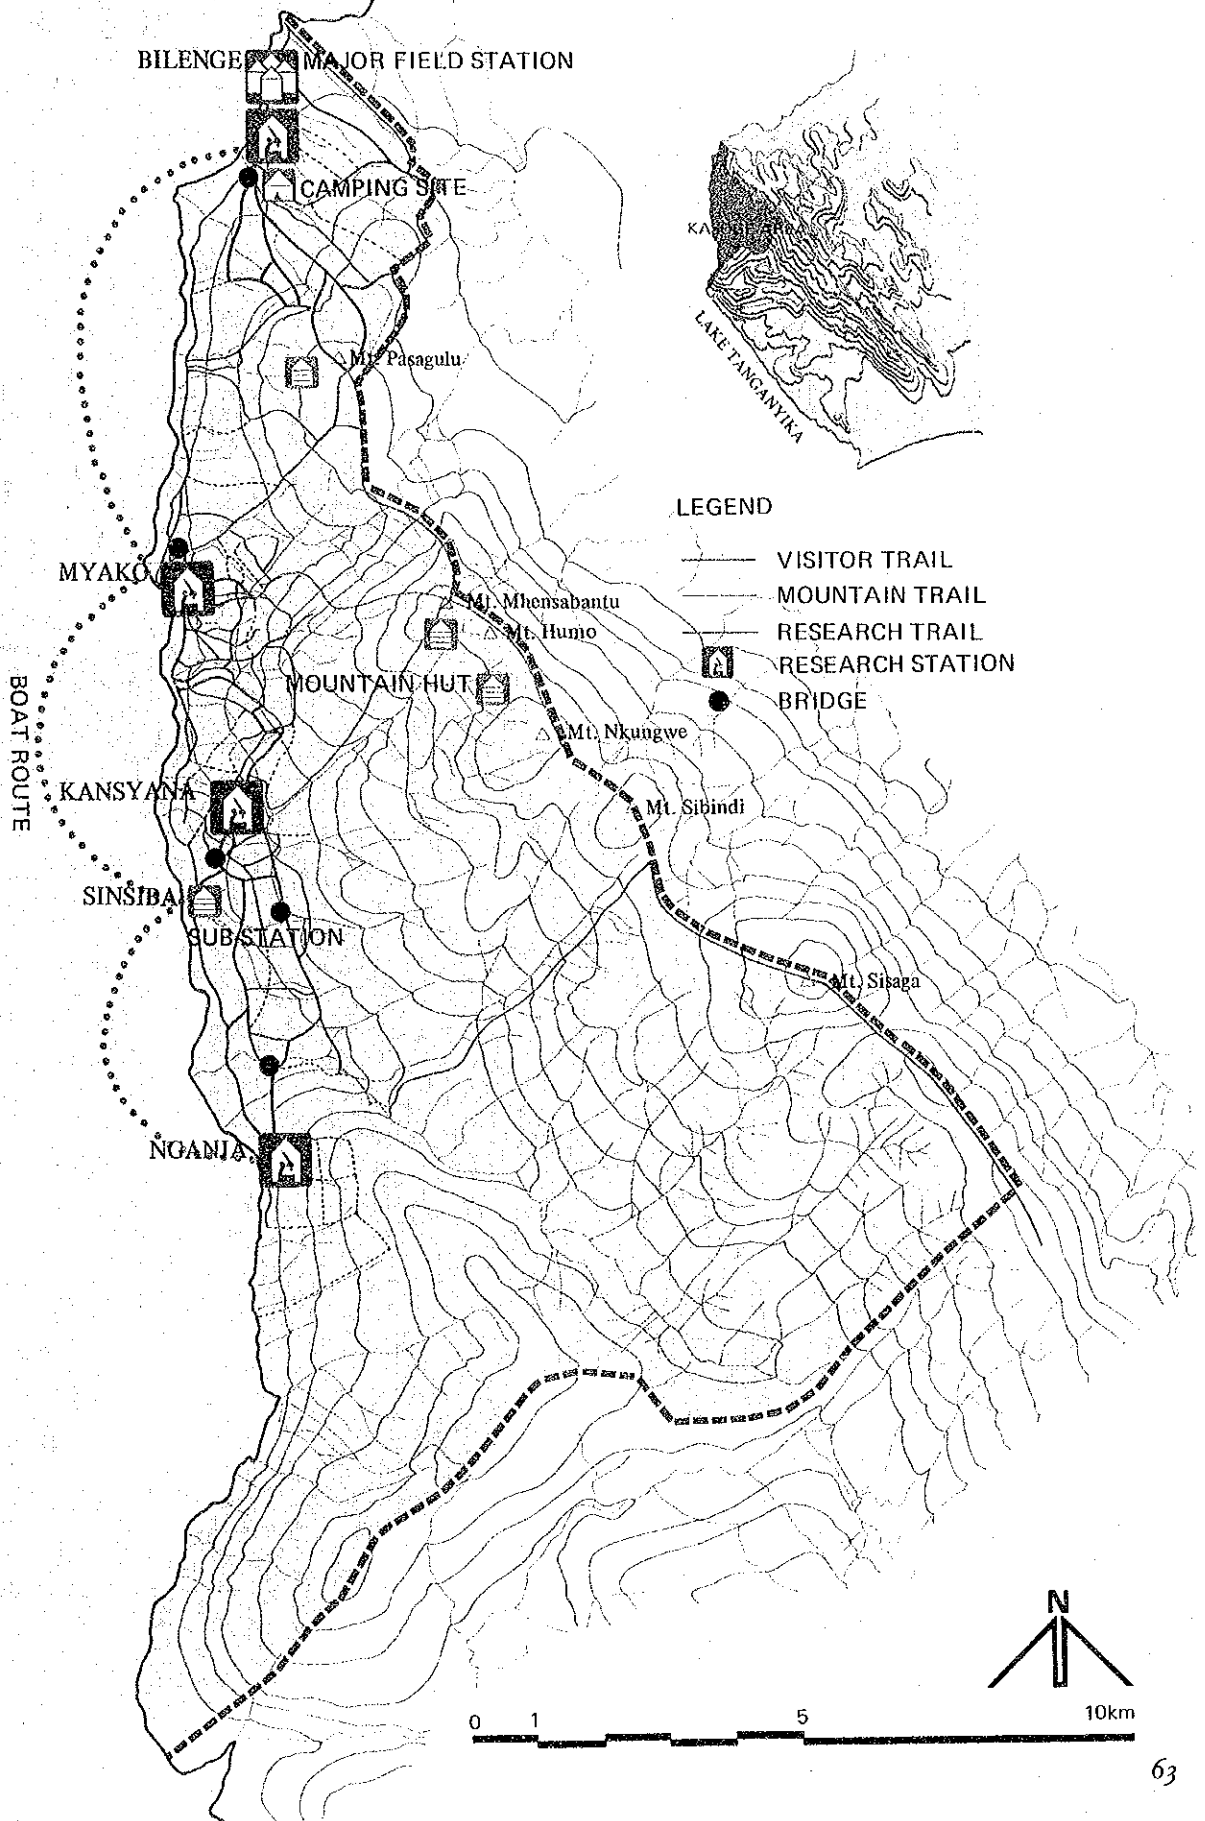 BILENGE MAJOR FIELD STATION
CAMPING SITE
Mt. Pasagulu
LAKE TANGANYIKA
LEGEND
VISITOR TRAIL
MOUNTAIN TRAIL
RESEARCH TRAIL
RESEARCH STATION
BRIDGE
MYAKO
Mt. Mhensabantu
Mt. Humo
MOUNTAIN HUT
Mt. Nkungwe
BOAT ROUTE
KANSYANA
Mt. Sibindi
SINSIBA
SUB STATION
Mt. Sisaga
NGANJA
N
0 1 5 10km
63